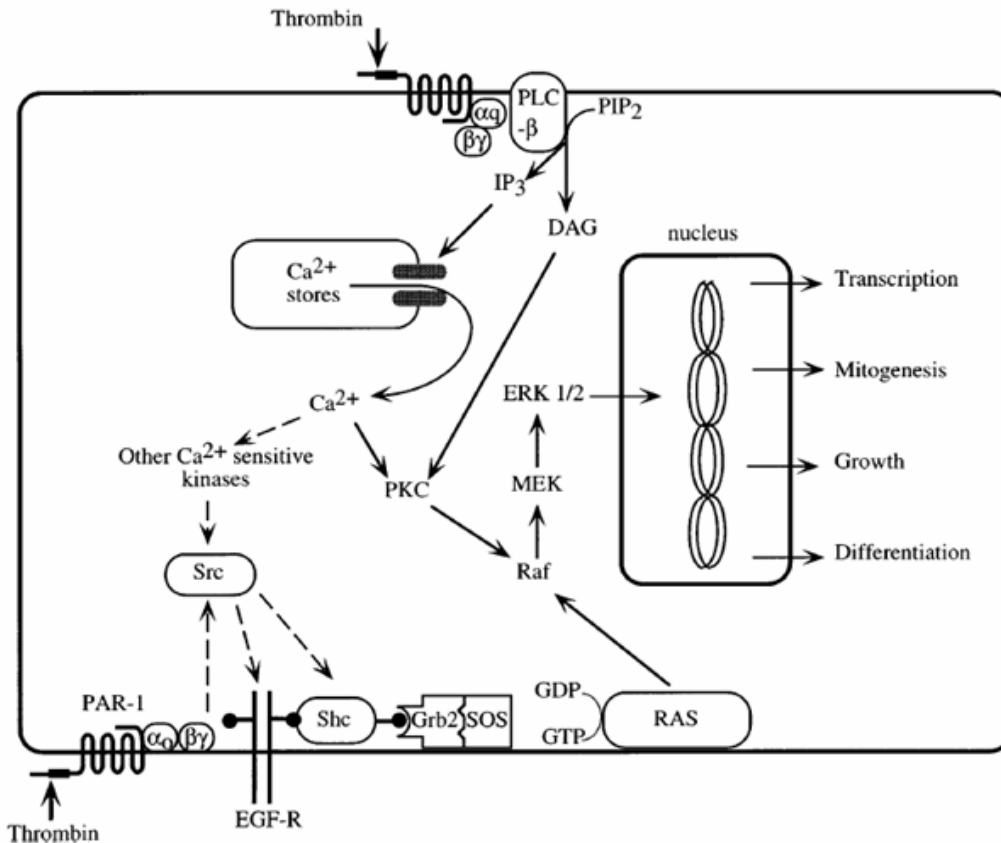 Thrombin
PLC
-β
PIP2
αq
βγ
IP3
DAG
nucleus
Ca2+
stores
Transcription
Mitogenesis
ERK 1/2
Ca2+
Other Ca2+ sensitive
kinases
PKC
MEK
Growth
Src
Raf
Differentiation
PAR-1
GDP
αo
βγ
Shc
Grb2
SOS
RAS
GTP
EGF-R
Thrombin